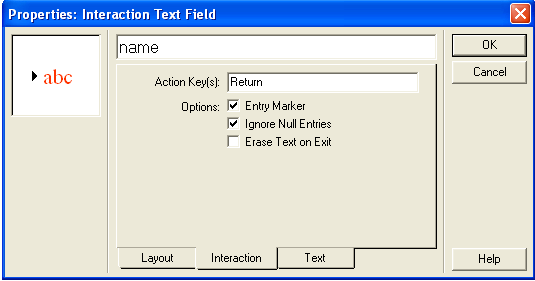 Properties: Interaction Text Field
abc
name
Action Key(s): Return
Options: Entry Marker
Ignore Null Entries
Erase Text on Exit
Layout Interaction Text
OK
Cancel
Help